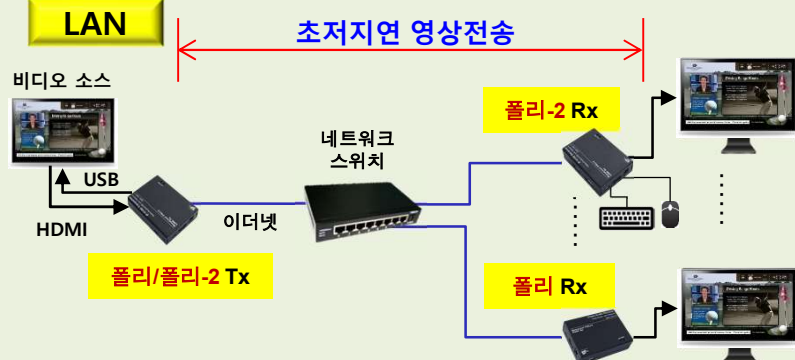 LAN
초저지연 영상전송
비디오 소스
USB
HDMI
폴리/폴리-2 Tx
이더넷
네트워크
스위치
폴리-2 Rx
폴리 Rx